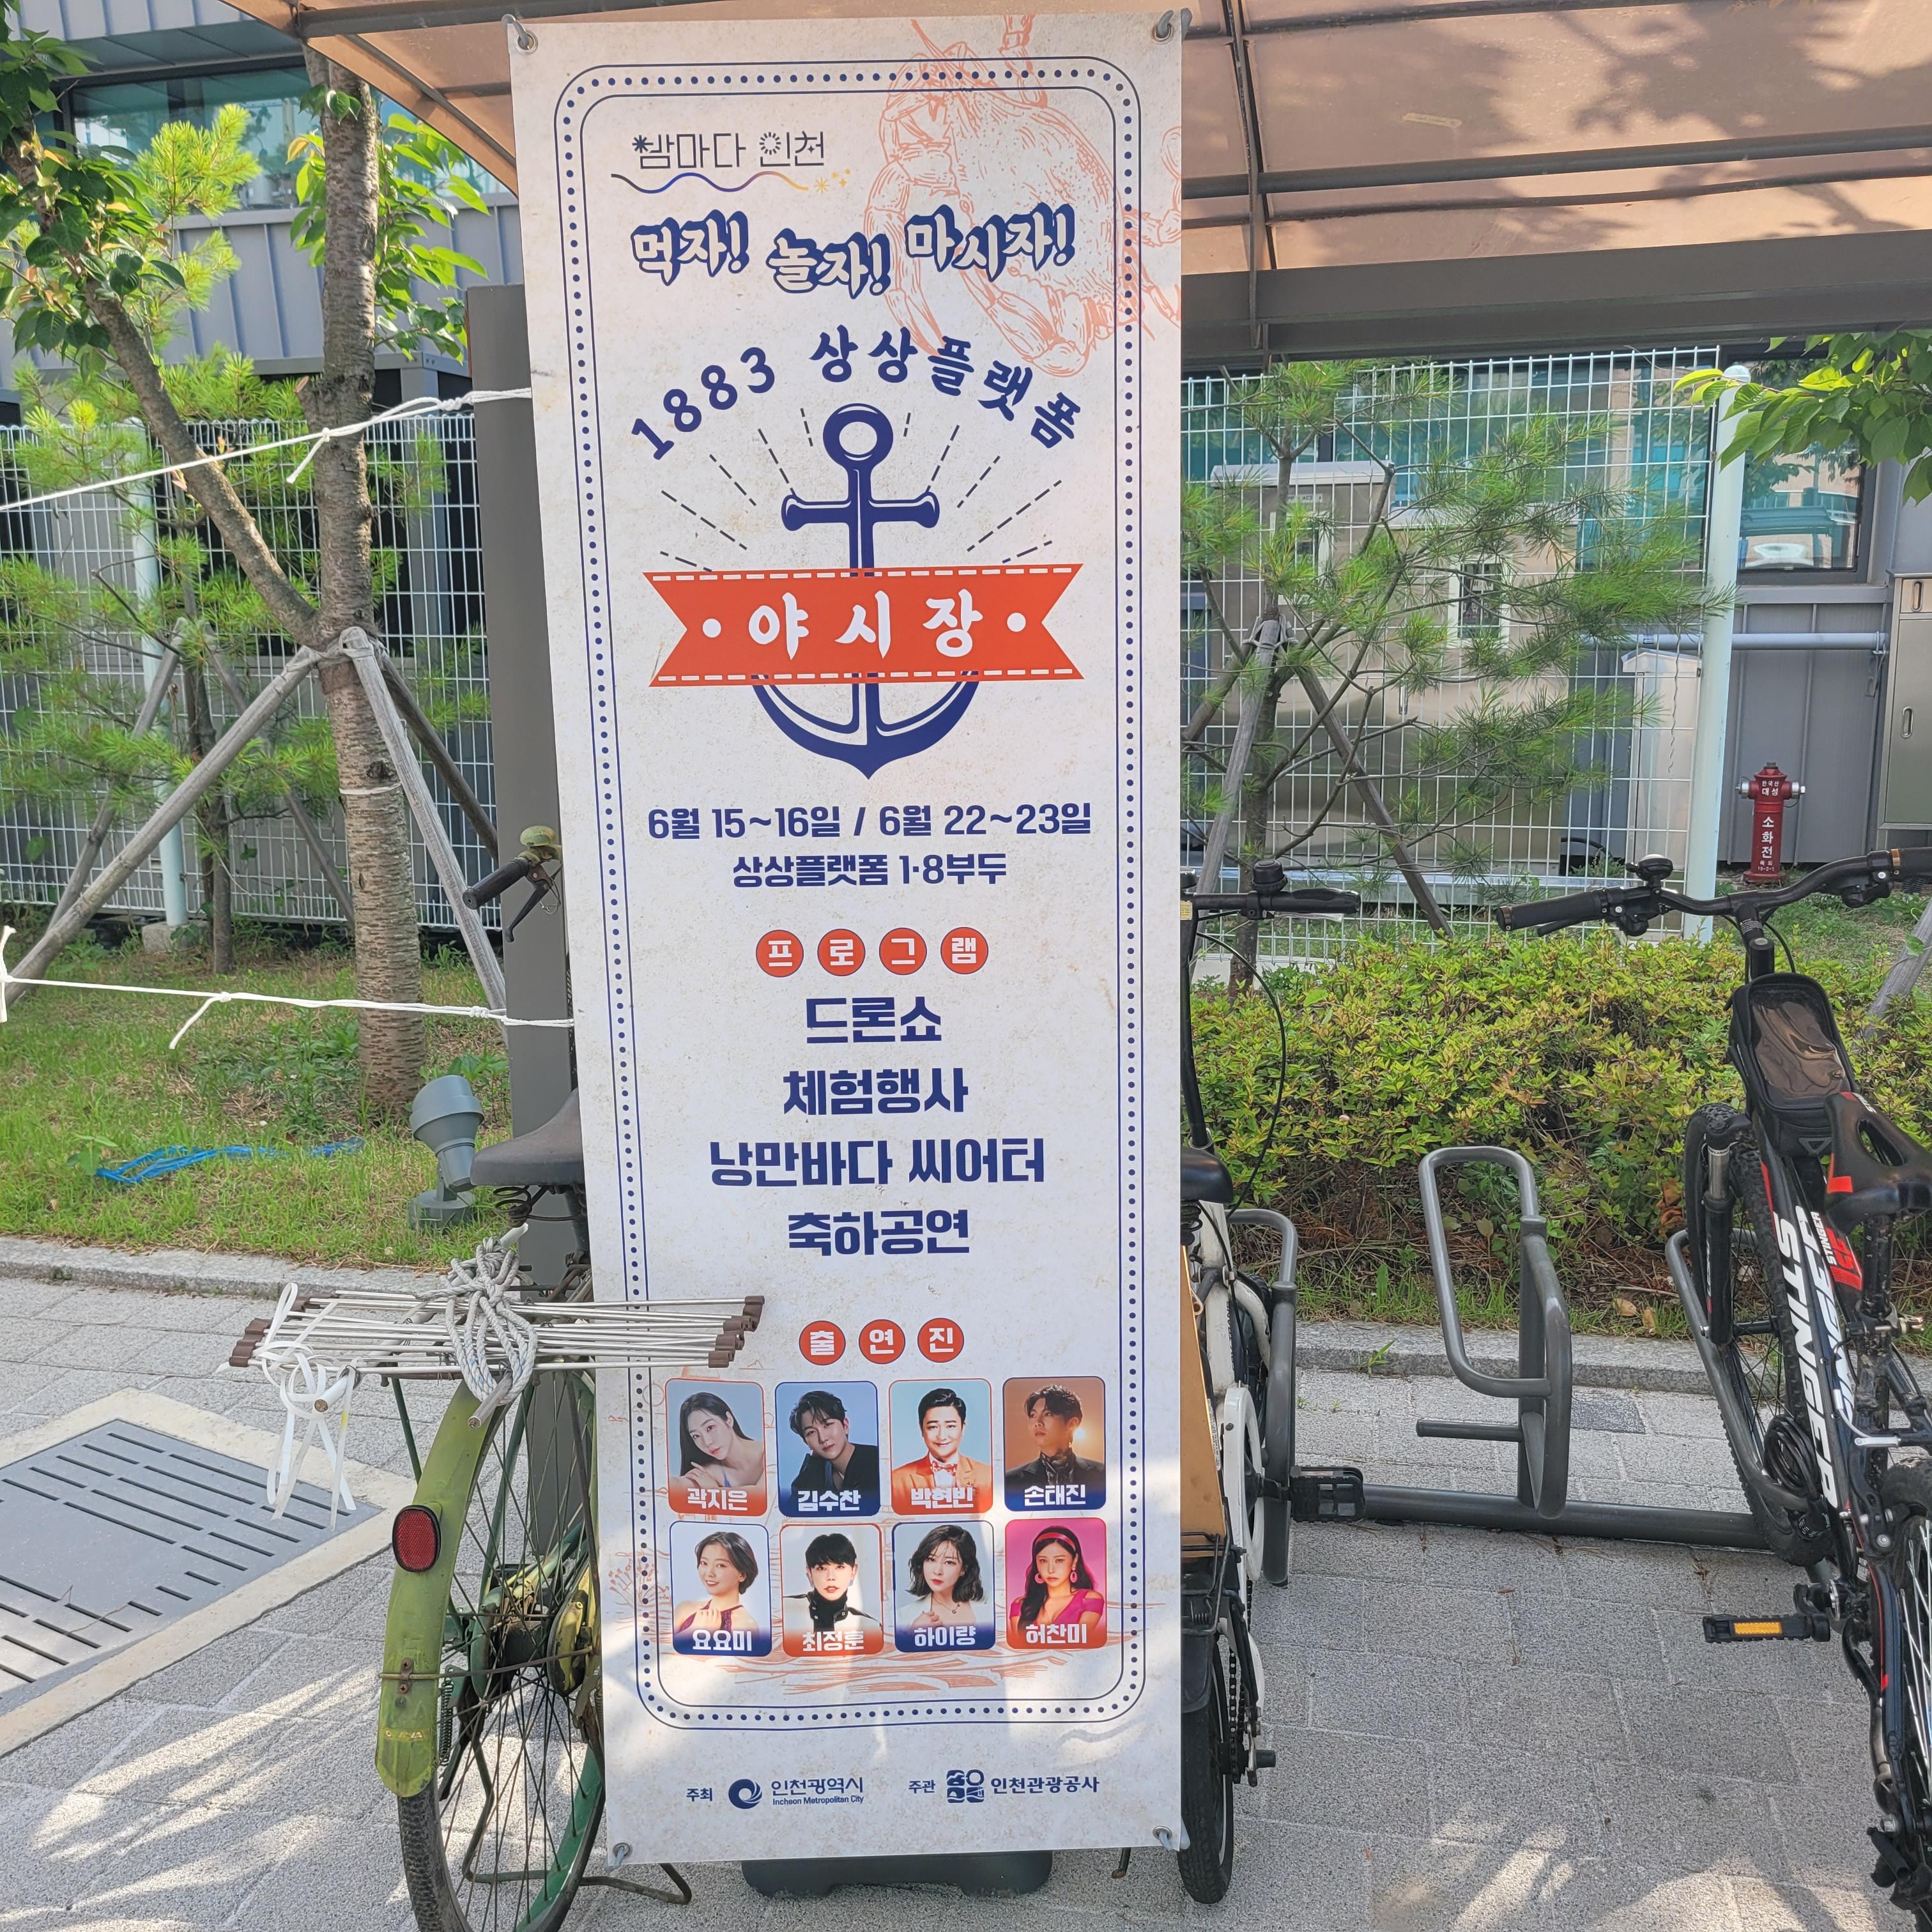 밤마다 인천
먹자! 놀자! 마시자!
1883 상상플랫폼
야시장
6월 15~16일 / 6월 22~23일
상상플랫폼 1·8부두
프로그램
드론쇼
체험행사
낭만바다 씨어터
축하공연
출연진
곽지은 김수찬 박현빈 손태진
요요미 최정훈 하이량 허찬미
주최 인천광역시 주관 인천관광공사
Incheon Metropolitan City
대성
소화전
STINGER